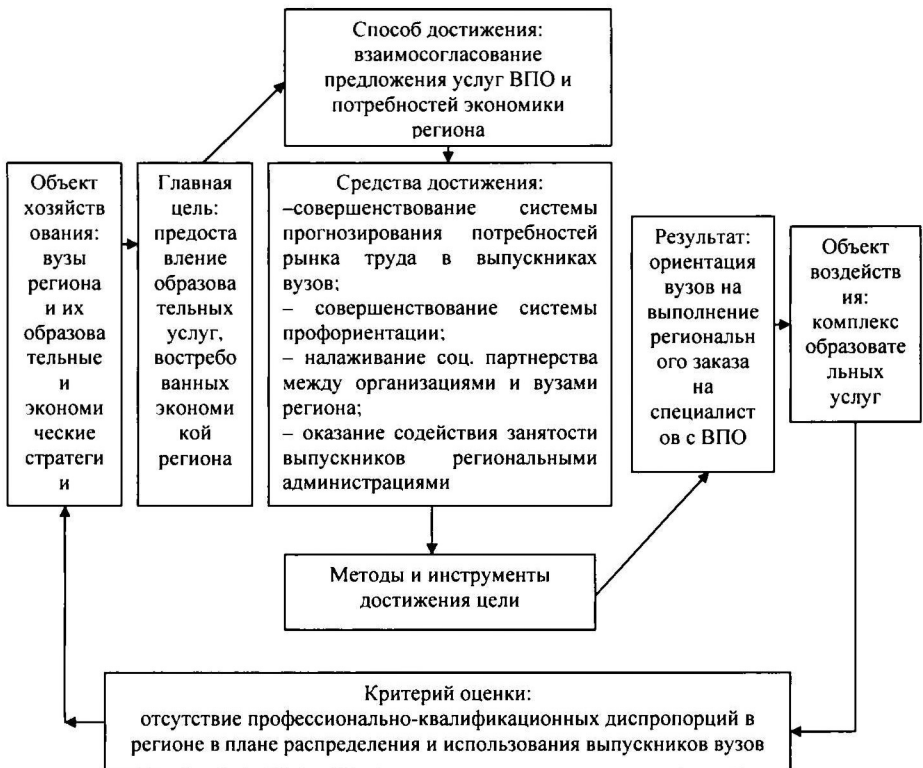 Способ достижения:
взаимосогласование
предложения услуг ВПО и
потребностей экономики
региона
Объект
хозяйств
ования:
вузы
регионa
и их
образова
тельные
и
экономи
ческие
стратеги
и
Главная
цель:
предоста
вление
образова
тельных
услуг,
востребо
ванных
экономи
кой
региона
Средства достижения:
–совершенствование системы
прогнозирования потребностей
рынка труда в выпускниках
вузов;
– совершенствование системы
профориентации;
– налаживание соц. партнерства
между организациями и вузами
региона;
– оказание содействия занятости
выпускников региональными
администрациями
Методы и инструменты
достижения цели
Результат:
ориентация
вузов на
выполнение
регионально
го заказа
на
специалист
ов с ВПО
Объект
воздейств
ия:
комплекс
образовате
льных
услуг
Критерий оценки:
отсутствие профессионально-квалификационных диспропорций в
регионе в плане распределения и использования выпускников вузов